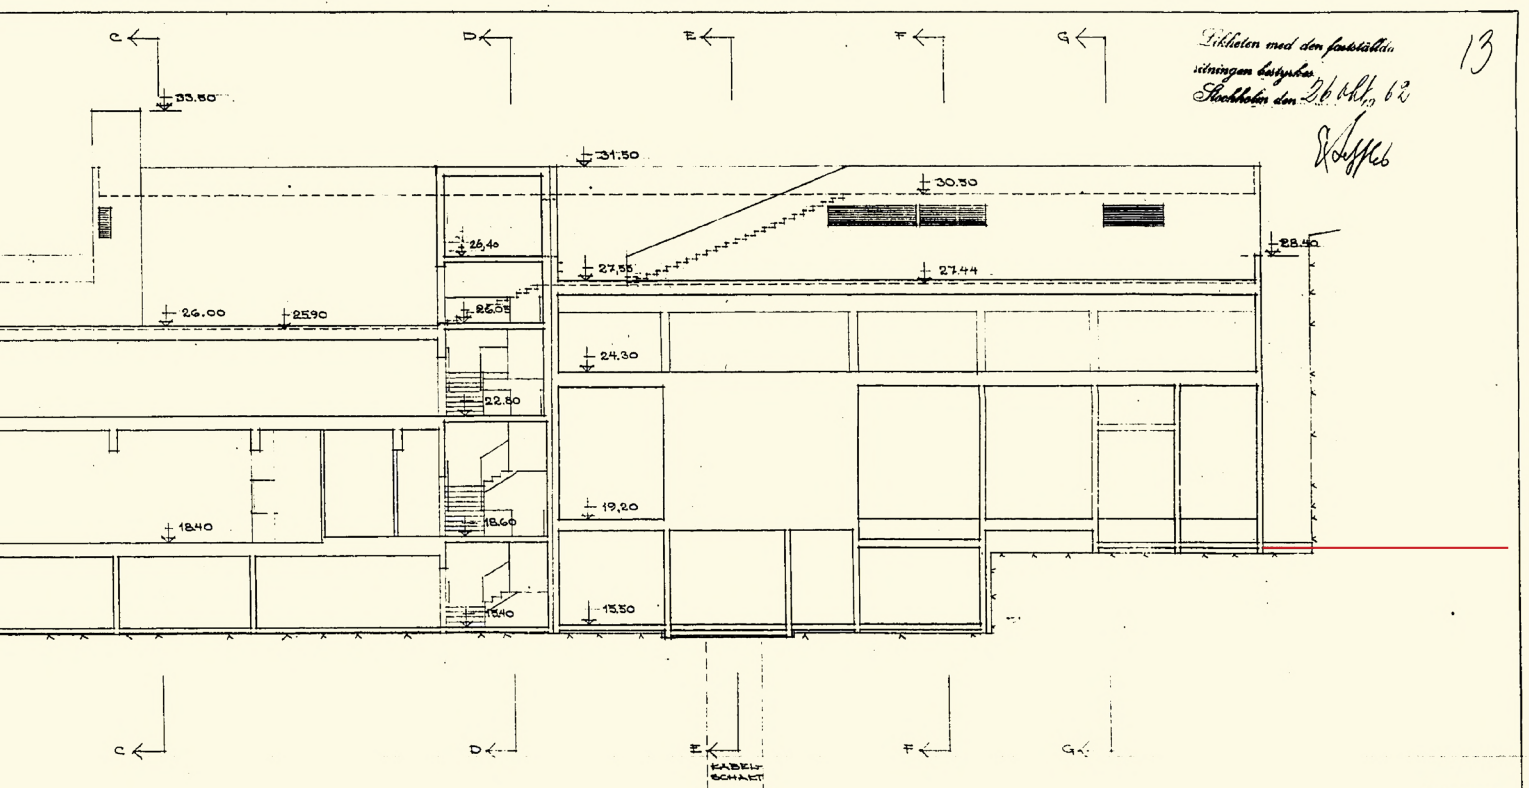 C D E F G
Likheten med den fastställda
ritningen bestyrkes
Stockholm den 26 okt. 1962
13
33.50
31.50
30.50
26,40
28.40
27,55
27.44
26.00
25.90
26.05
24.30
22.80
19,20
18.40
18.60
15.50
15.40
C D E F G
KABEL-
SCHAKT